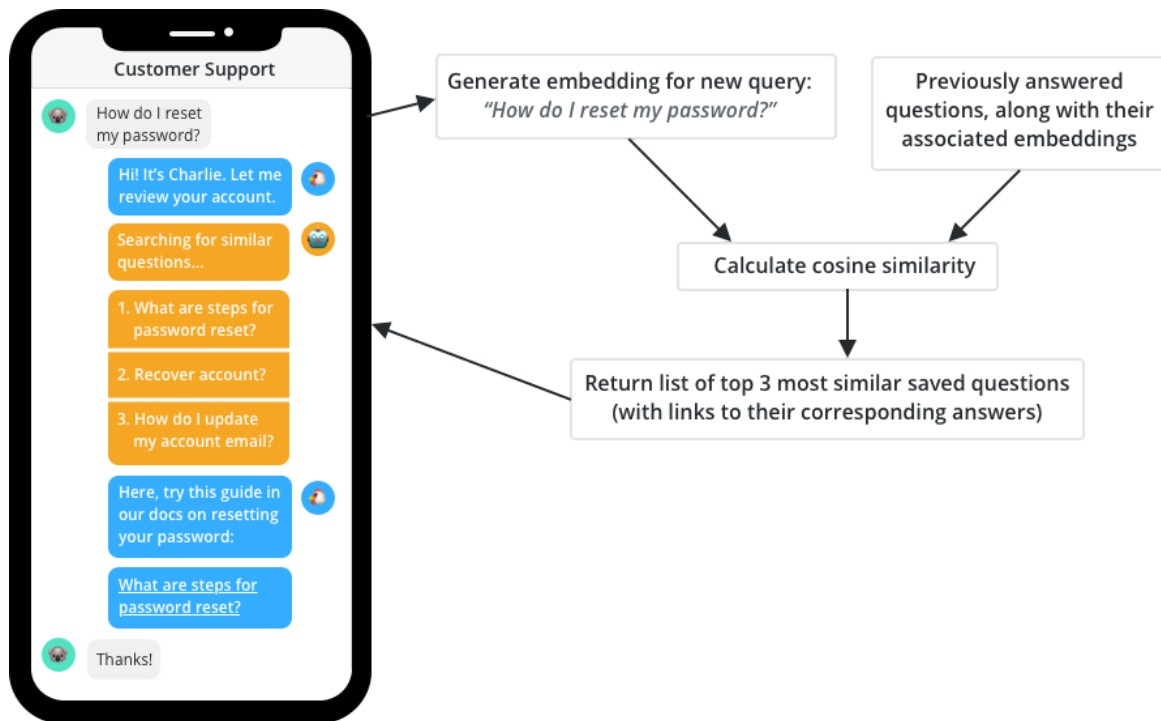 Customer Support
How do I reset
my password?
Hi! It's Charlie. Let me
review your account.
Searching for similar
questions...
1. What are steps for
password reset?
2. Recover account?
3. How do I update
my account email?
Here, try this guide in
our docs on resetting
your password:
What are steps for
password reset?
Thanks!
Generate embedding for new query:
“How do I reset my password?”
Previously answered
questions, along with their
associated embeddings
Calculate cosine similarity
Return list of top 3 most similar saved questions
(with links to their corresponding answers)